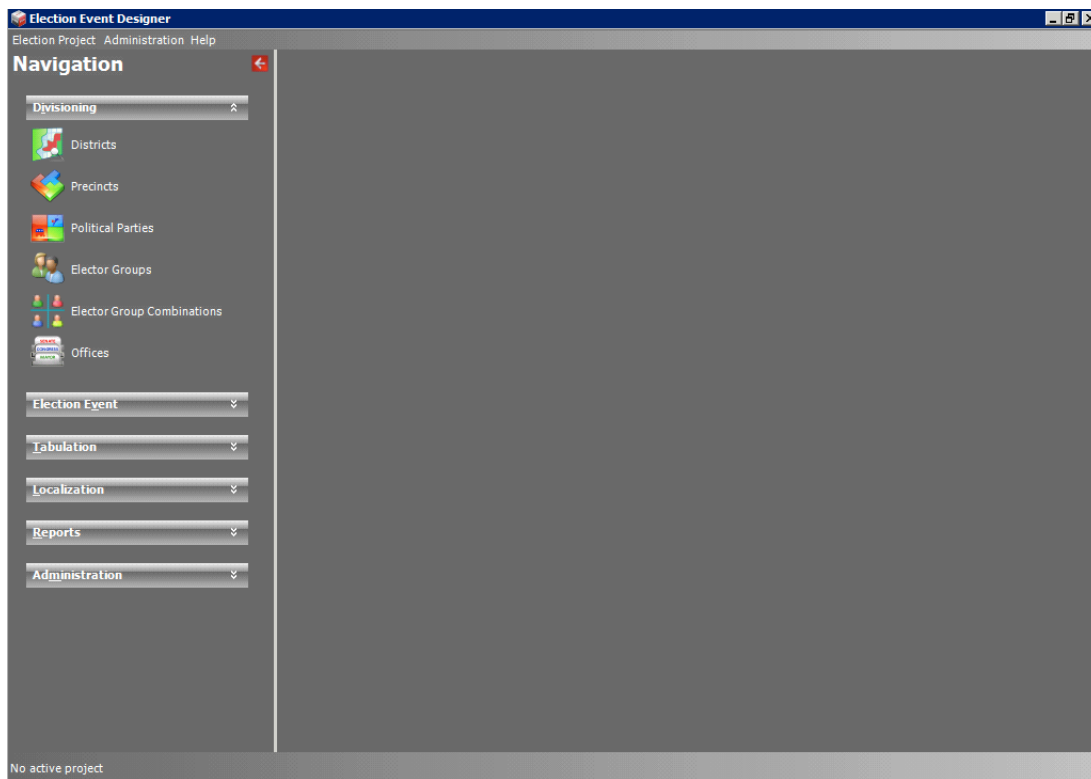 Election Event Designer
Election Project Administration Help
Navigation
Divisioning
Districts
Precincts
Political Parties
Elector Groups
Elector Group Combinations
Offices
Election Event
Tabulation
Localization
Reports
Administration
No active project